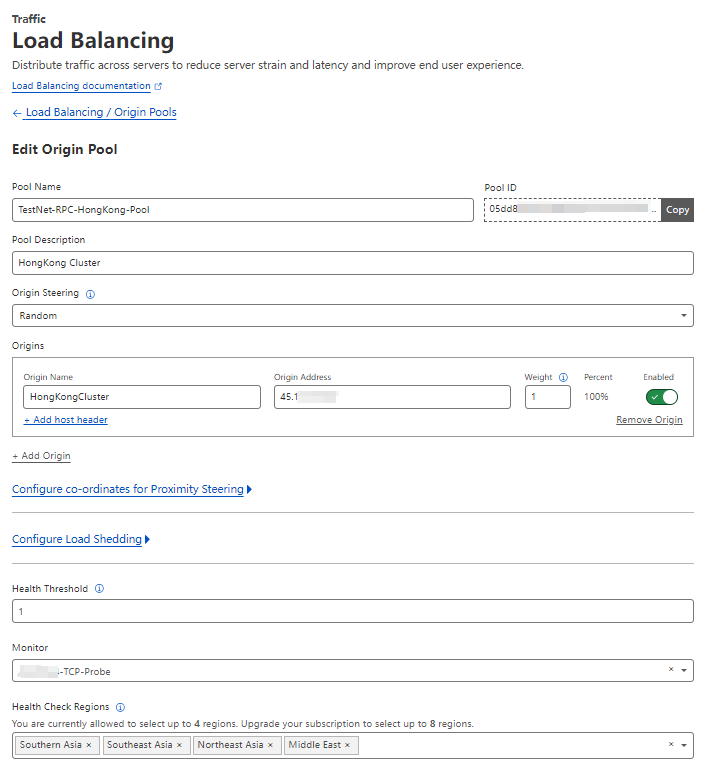 Traffic
Load Balancing
Distribute traffic across servers to reduce server strain and latency and improve end user experience.
Load Balancing documentation
← Load Balancing / Origin Pools
Edit Origin Pool
Pool Name
Pool ID
TestNet-RPC-HongKong-Pool
05dd8 .. Copy
Pool Description
HongKong Cluster
Origin Steering
Random
Origins
Origin Name Origin Address Weight Percent Enabled
HongKongCluster 45.1 1 100%
+ Add host header
Remove Origin
+ Add Origin
Configure co-ordinates for Proximity Steering
Configure Load Shedding
Health Threshold
1
Monitor
-TCP-Probe ×
Health Check Regions
You are currently allowed to select up to 4 regions. Upgrade your subscription to select up to 8 regions.
Southern Asia × Southeast Asia × Northeast Asia × Middle East × ×